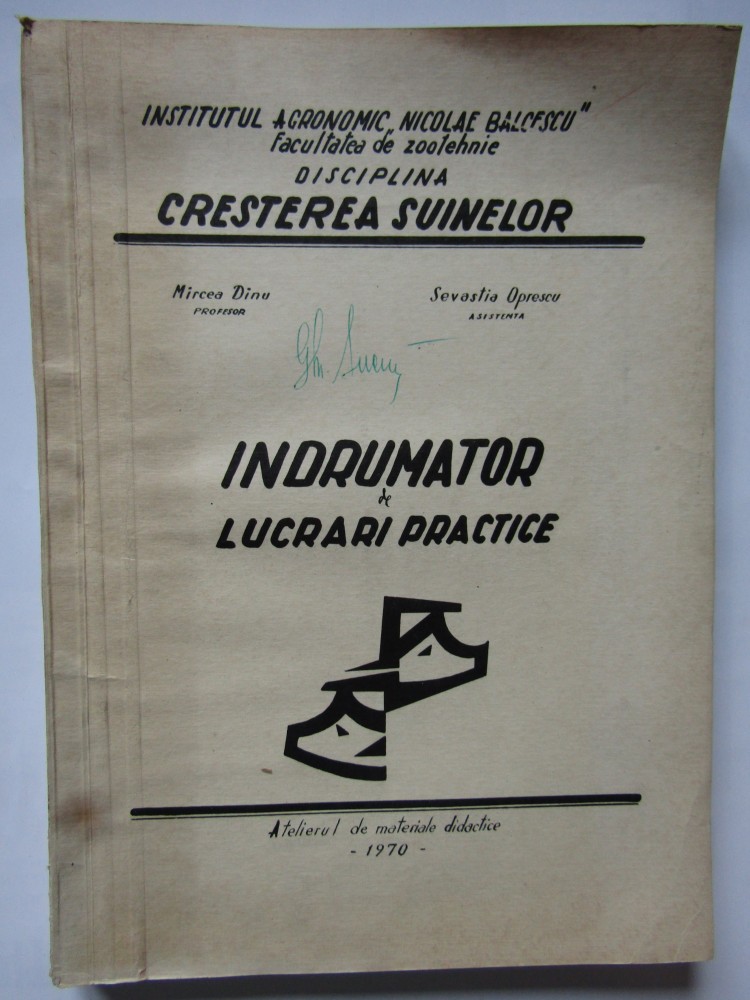 INSTITUTUL AGRONOMIC „NICOLAE BALCESCU"
Facultatea de zootehnie
DISCIPLINA
CRESTEREA SUINELOR
Mircea Dinu
PROFESOR
Sevastia Oprescu
ASISTENTA
Gh.
INDRUMATOR
de
LUCRARI PRACTICE
Atelierul de materiale didactice
- 1970 -